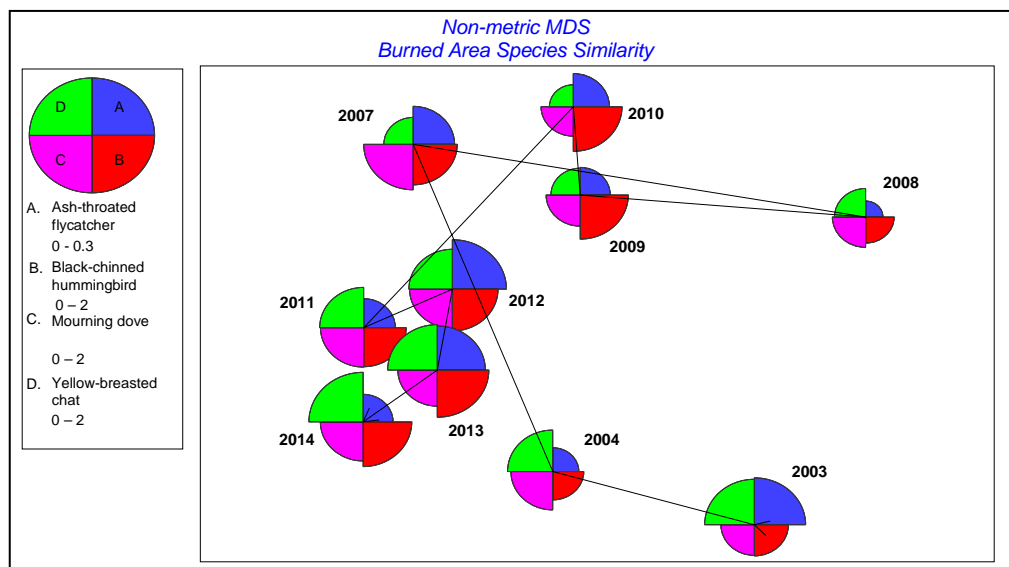 Non-metric MDS
Burned Area Species Similarity
D A
C B
A. Ash-throated
flycatcher
0 - 0.3
B. Black-chinned
hummingbird
0 – 2
C. Mourning dove
0 – 2
D. Yellow-breasted
chat
0 – 2
2007
2010
2008
2009
2012
2011
2013
2014
2004
2003